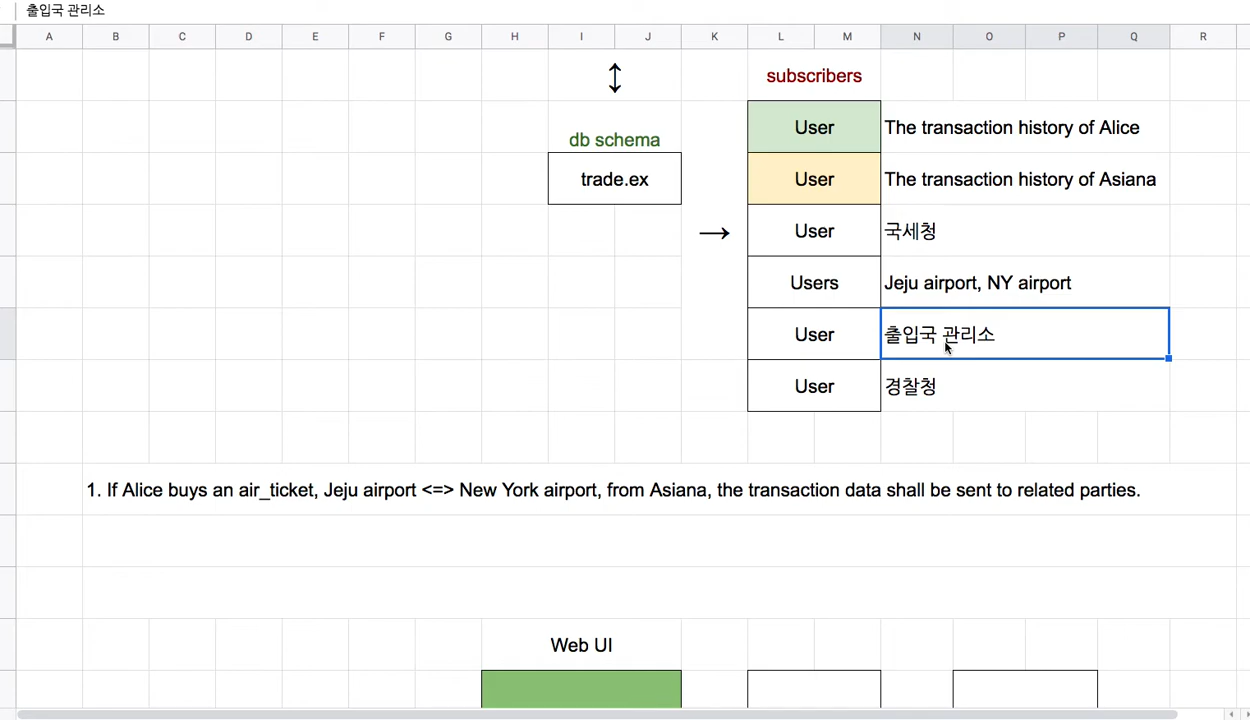 출입국 관리소
A B C D E F G H I J K L M N O P Q R
↕ subscribers
db schema User The transaction history of Alice
trade.ex User The transaction history of Asiana
→ User 국세청
Users Jeju airport, NY airport
User 출입국 관리소
User 경찰청
1. If Alice buys an air_ticket, Jeju airport <=> New York airport, from Asiana, the transaction data shall be sent to related parties.
Web UI